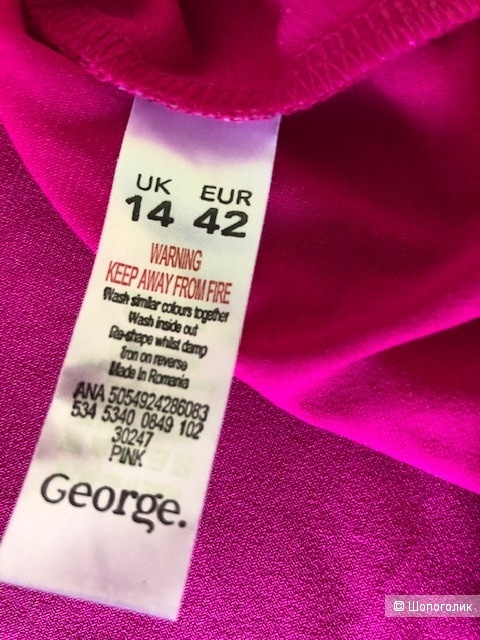 UK EUR
14 42
WARNING
KEEP AWAY FROM FIRE
Wash similar colours together
Wash inside out
Re-shape whilst damp
Iron on reverse
Made in Romania
ANA 5054924286083
534 5340 0849 102
30247
PINK
George.
© Шопоголик